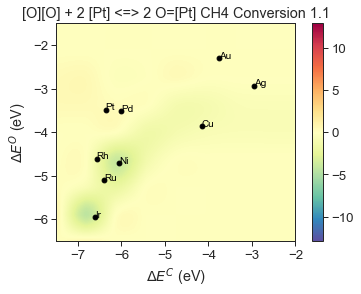 [O][O] + 2 [Pt] <=> 2 O=[Pt] CH4 Conversion 1.1
−2
−3
−4
−5
−6
ΔE^O (eV)
Au
Ag
Pt
Pd
Cu
Rh
Ni
Ru
Ir
−7
−6
−5
−4
−3
−2
ΔE^C (eV)
10
5
0
−5
−10